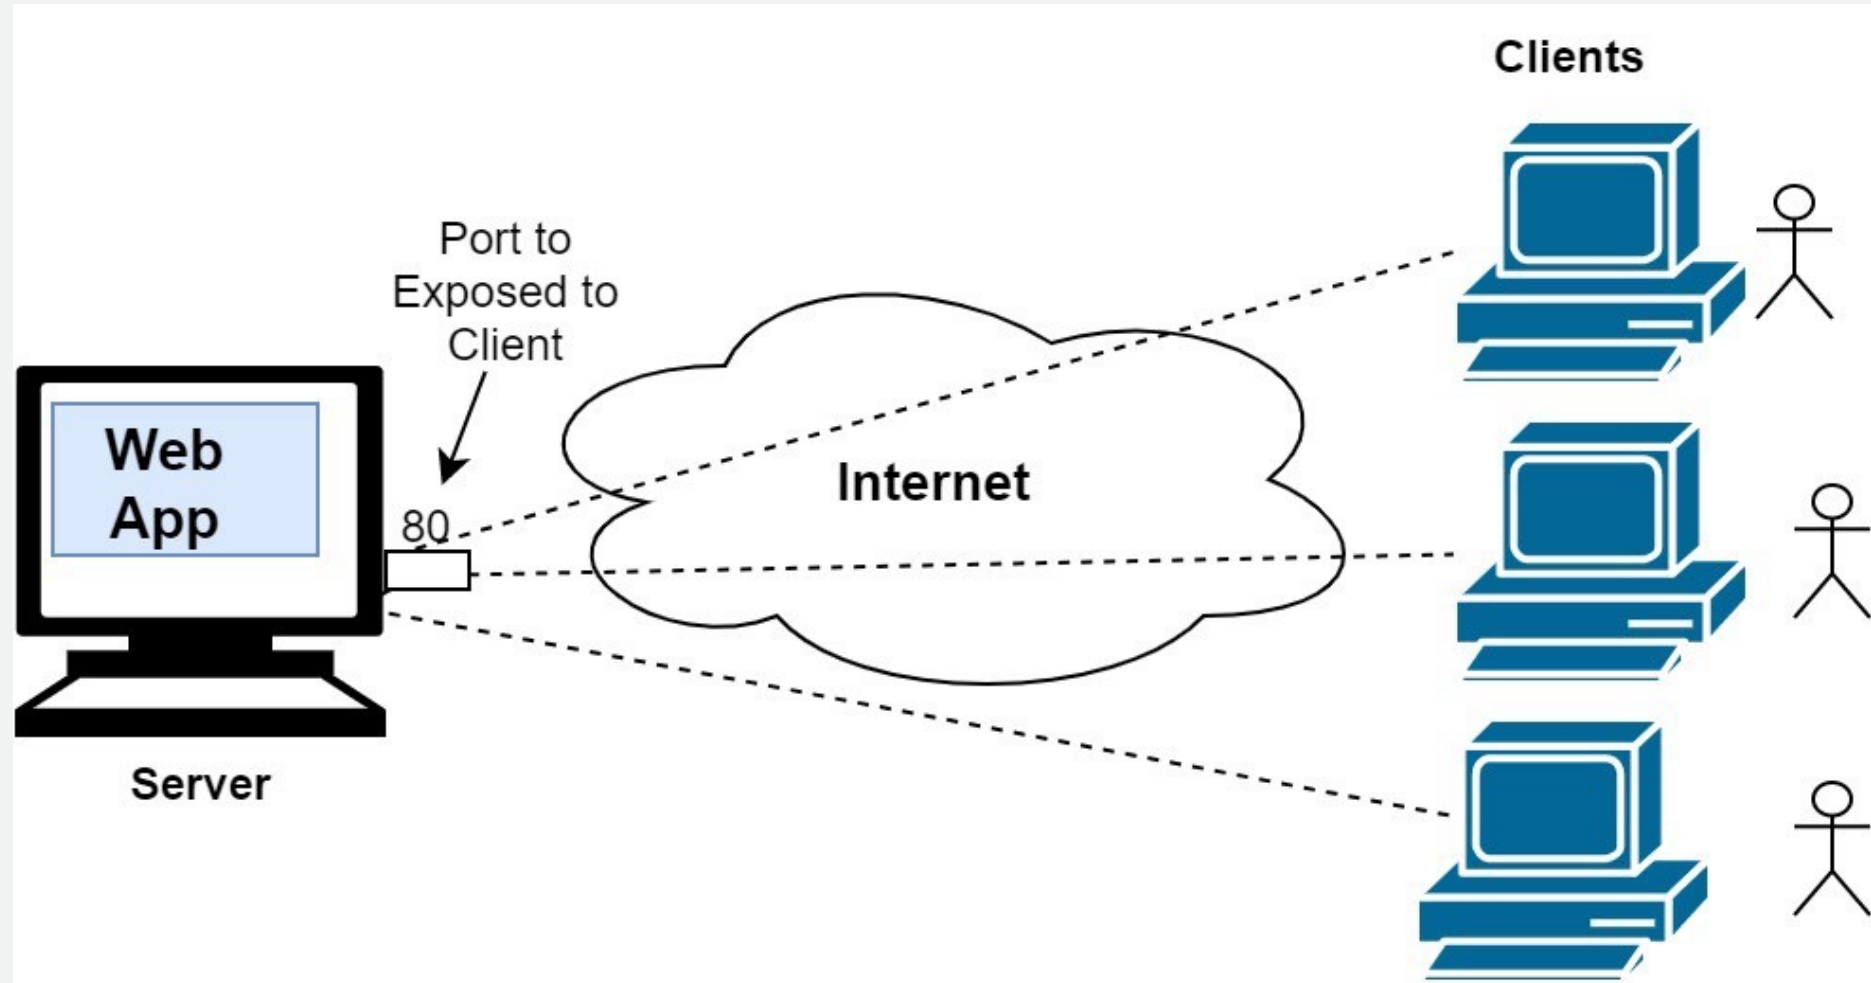 Clients
Port to
Exposed to
Client
Web
App
80
Internet
Server